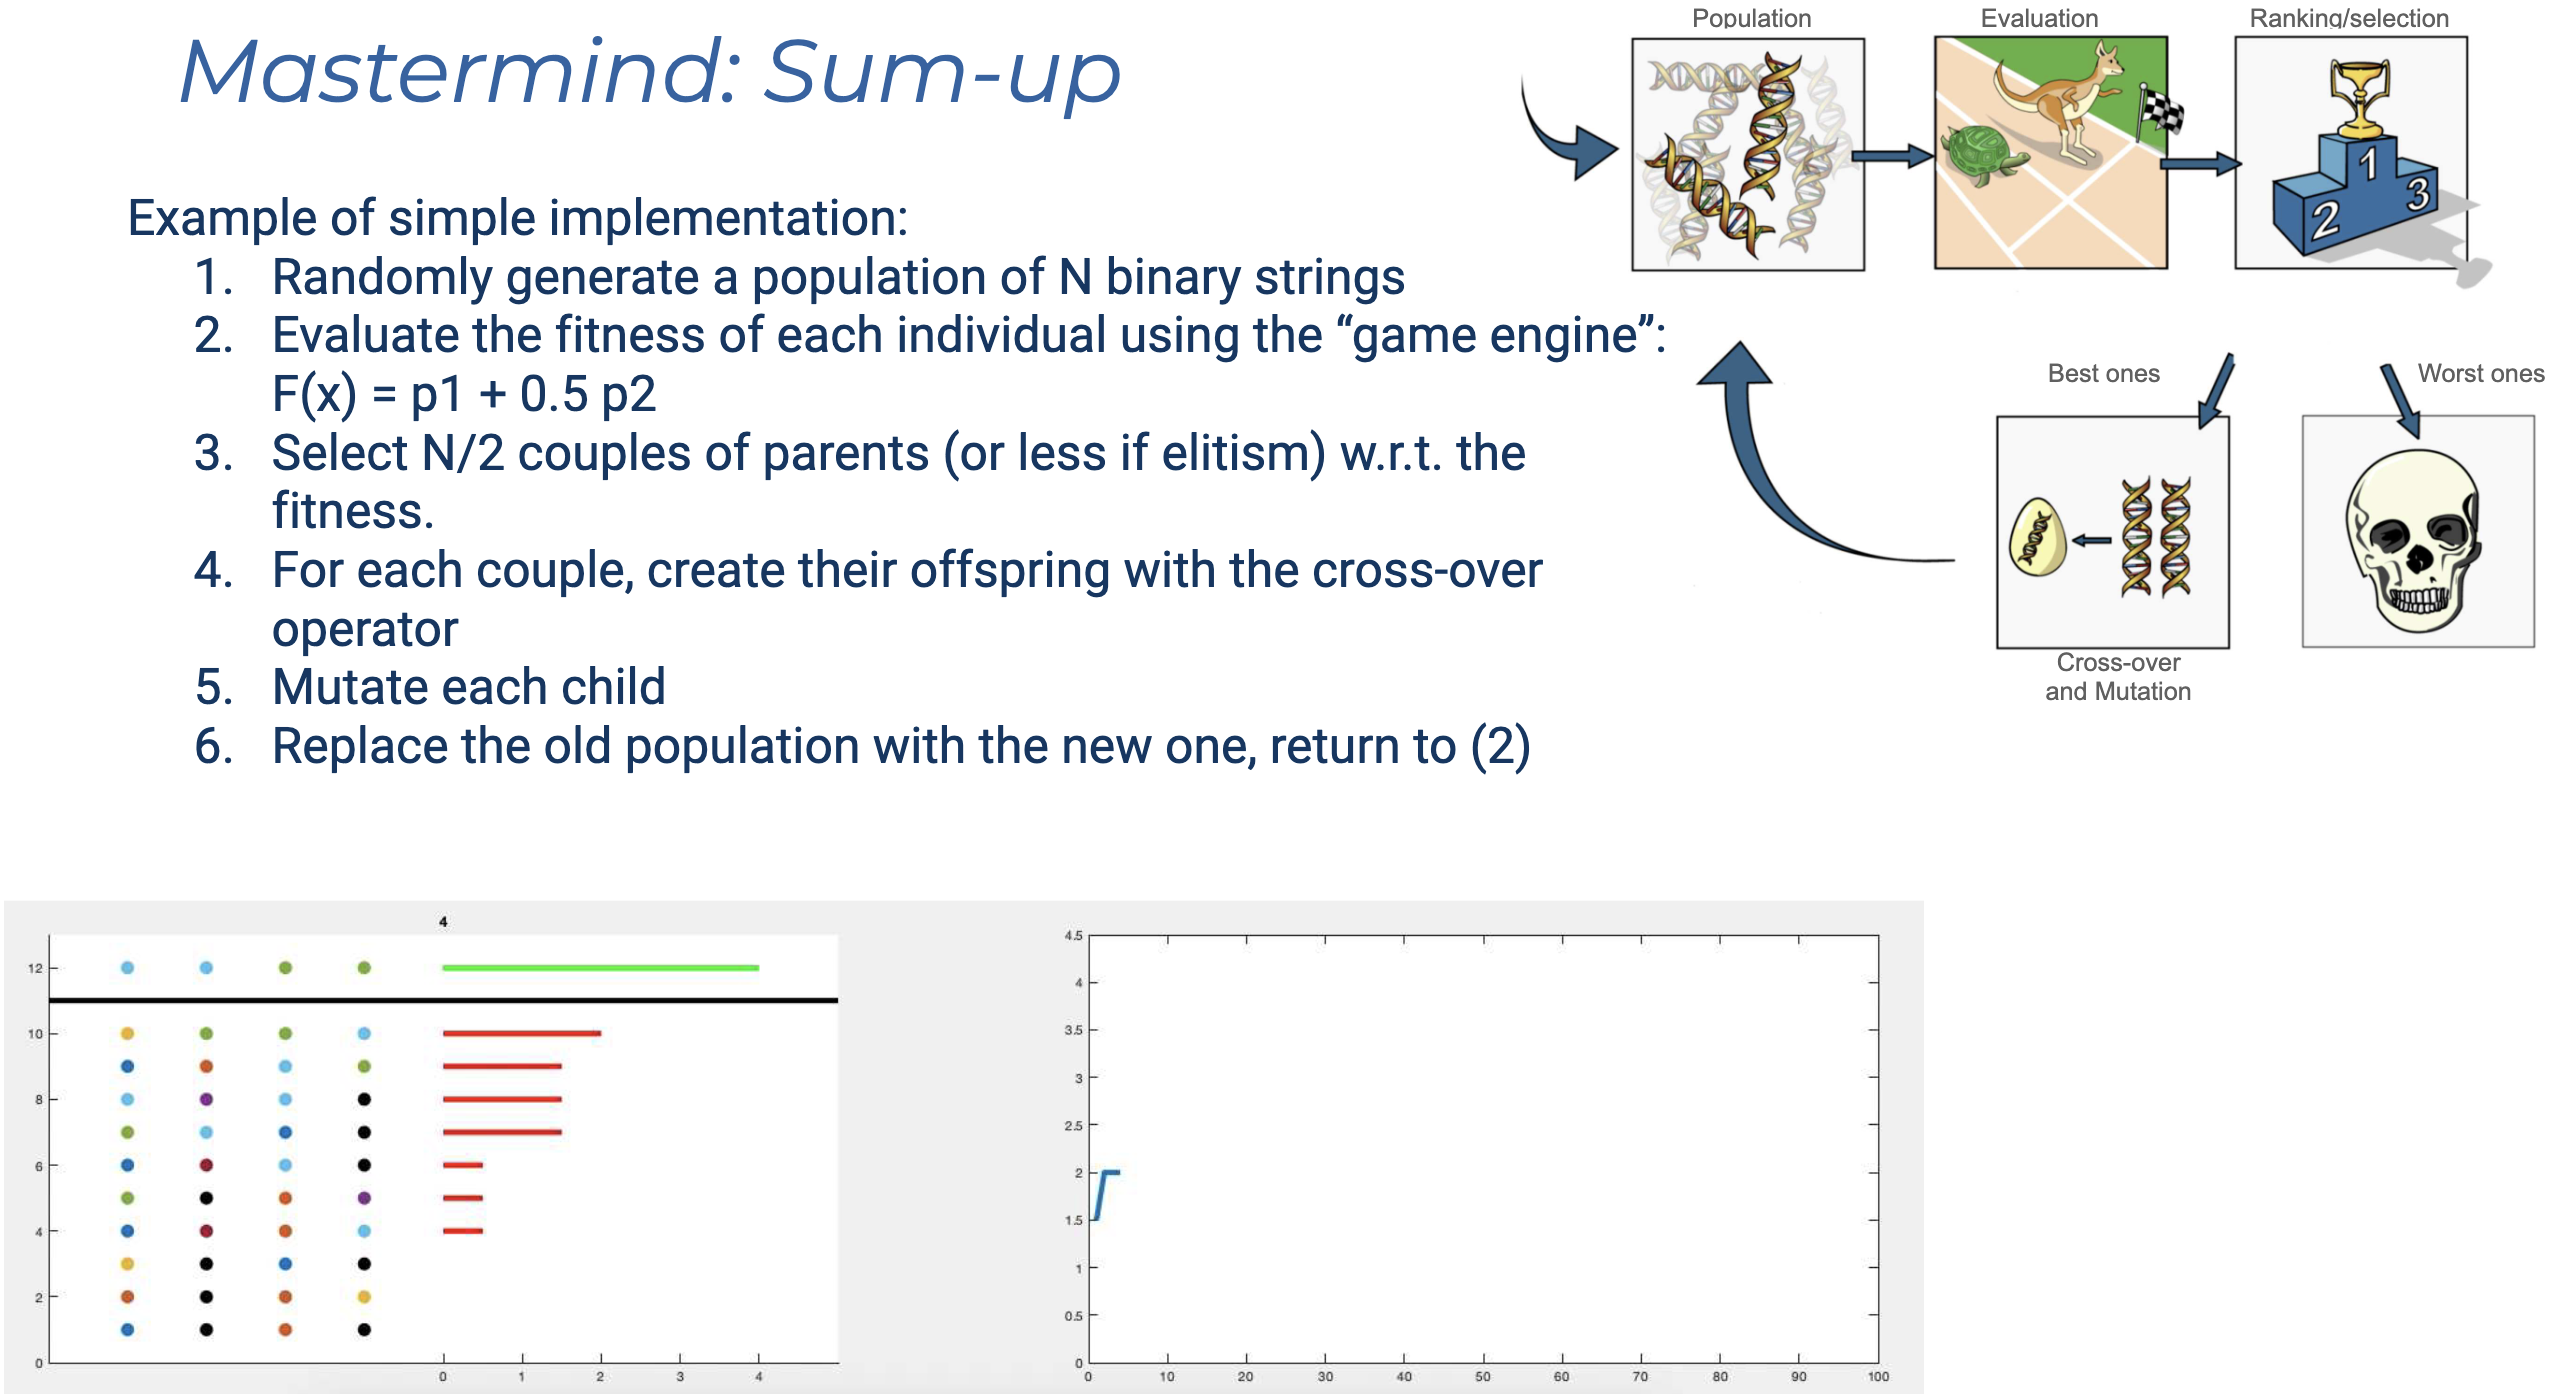 Mastermind: Sum-up
Example of simple implementation:
1. Randomly generate a population of N binary strings
2. Evaluate the fitness of each individual using the “game engine”:
F(x) = p1 + 0.5 p2
3. Select N/2 couples of parents (or less if elitism) w.r.t. the
fitness.
4. For each couple, create their offspring with the cross-over
operator
5. Mutate each child
6. Replace the old population with the new one, return to (2)
Population
Evaluation
Ranking/selection
1
2
3
Best ones
Worst ones
Cross-over
and Mutation
4
12
10
8
6
4
2
0
0 1 2 3 4
4.5
4
3.5
3
2.5
2
1.5
1
0.5
0
0 10 20 30 40 50 60 70 80 90 100